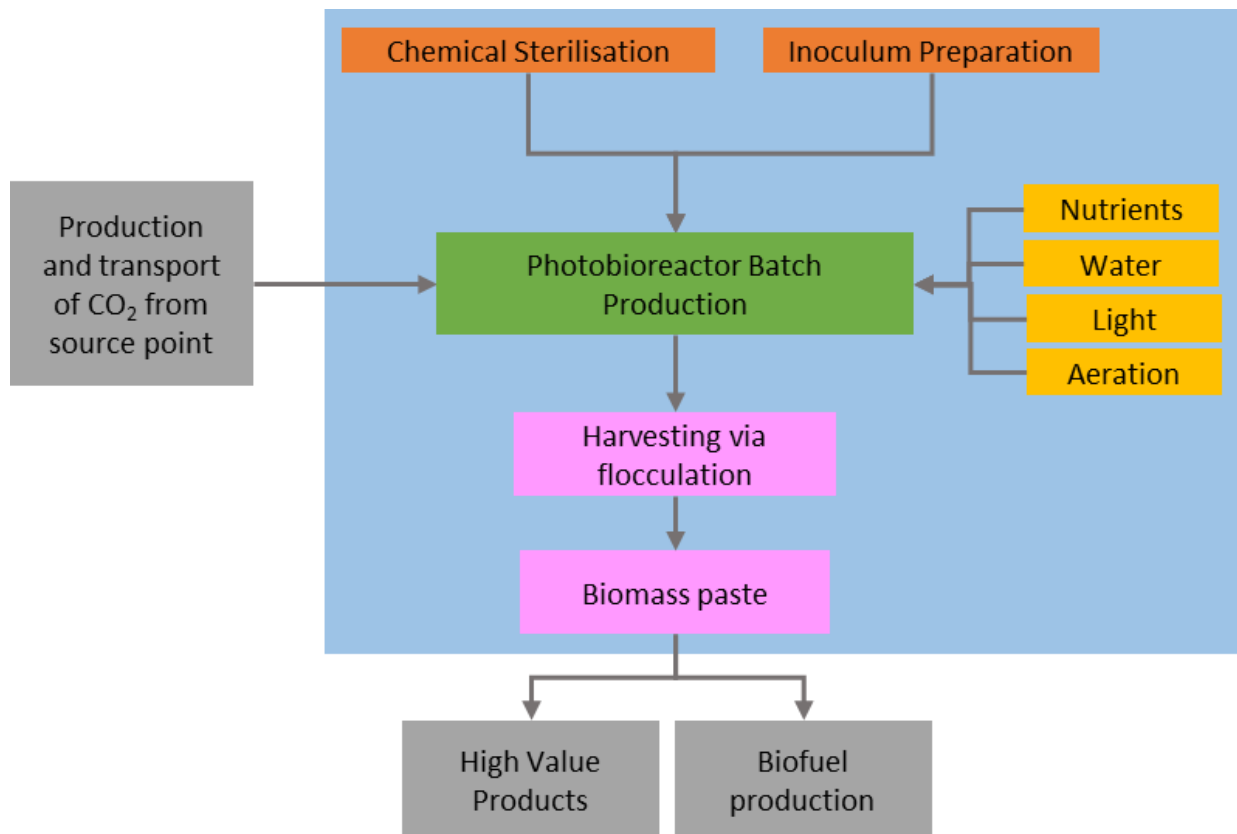 Chemical Sterilisation
Inoculum Preparation
Production
and transport
of CO₂ from
source point
Photobioreactor Batch
Production
Nutrients
Water
Light
Aeration
Harvesting via
flocculation
Biomass paste
High Value
Products
Biofuel
production